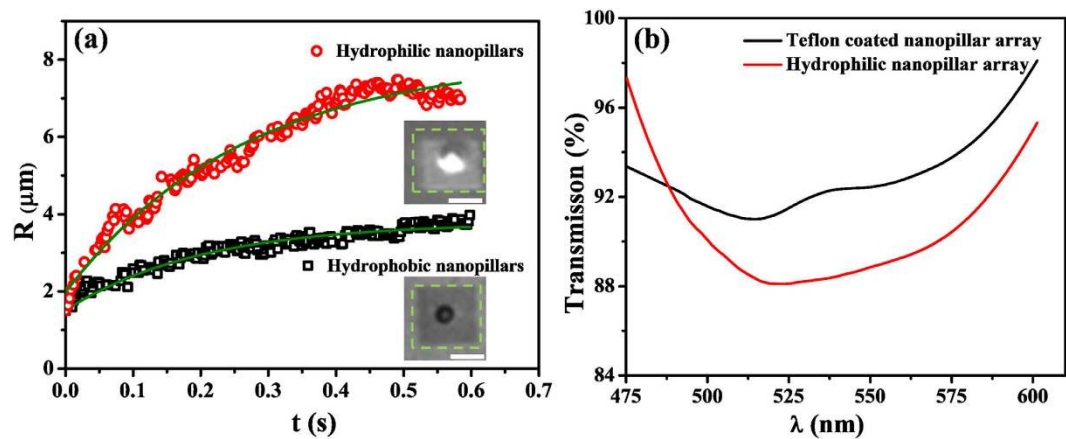 (a)
Hydrophilic nanopillars
Hydrophobic nanopillars
8
6
4
2
0
R (μm)
0.0 0.1 0.2 0.3 0.4 0.5 0.6 0.7
t (s)
(b)
Teflon coated nanopillar array
Hydrophilic nanopillar array
100
96
92
88
84
Transmisson (%)
475 500 525 550 575 600
λ (nm)